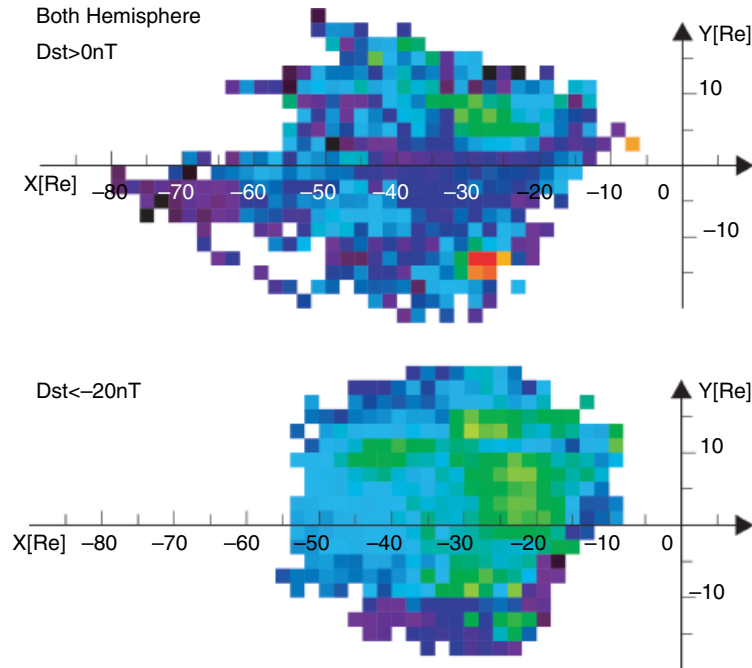 Both Hemisphere
Dst>0nT
Y[Re]
10
X[Re] –80 –70 –60 –50 –40 –30 –20 –10 0
–10
Dst<–20nT
Y[Re]
10
X[Re] –80 –70 –60 –50 –40 –30 –20 –10 0
–10